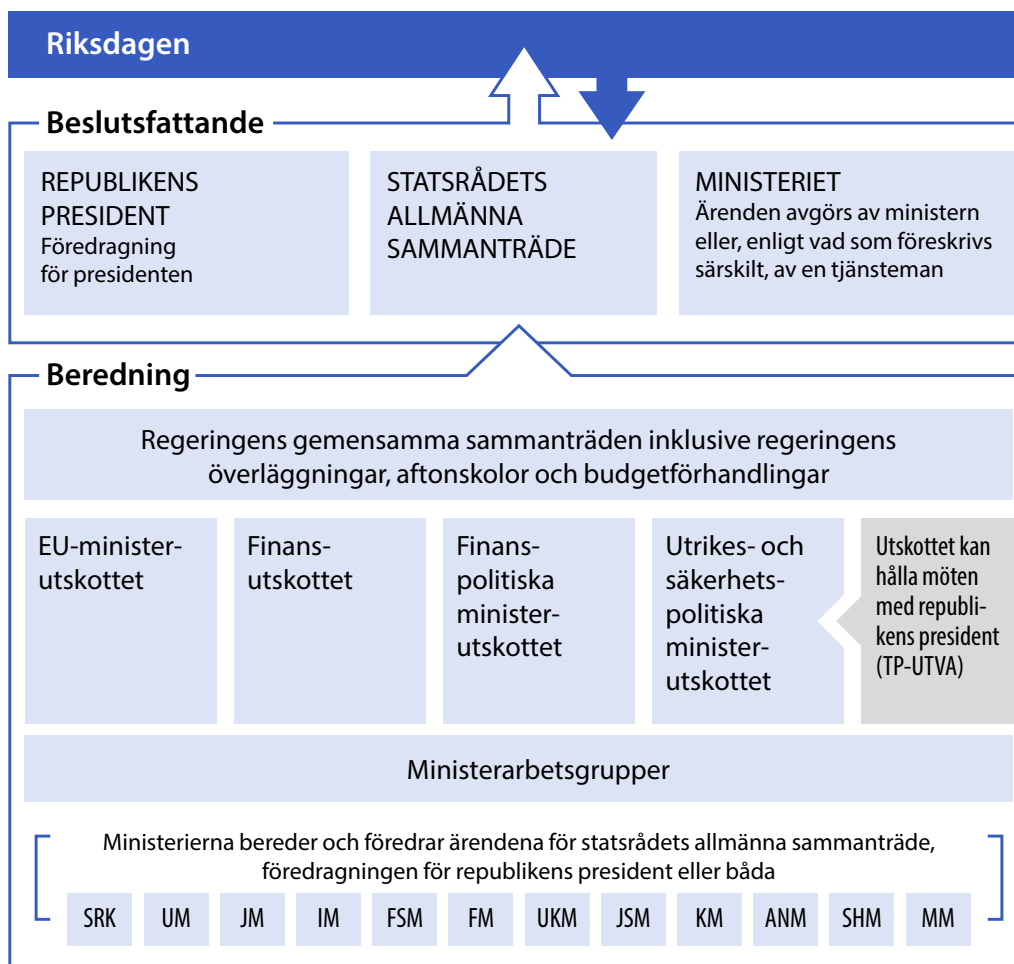 Riksdagen
Beslutsfattande
REPUBLIKENS
PRESIDENT
Föredragning
för presidenten
STATSRÅDETS
ALLMÄNNA
SAMMANTRÄDE
MINISTERIET
Ärenden avgörs av ministern
eller, enligt vad som föreskrivs
särskilt, av en tjänsteman
Beredning
Regeringens gemensamma sammanträden inklusive regeringens
överläggningar, aftonskolor och budgetförhandlingar
EU-minister-
utskottet
Finans-
utskottet
Finans-
politiska
minister-
utskottet
Utrikes- och
säkerhets-
politiska
minister-
utskottet
Utskottet kan
hålla möten
med republi-
kens president
(TP-UTVA)
Ministerarbetsgrupper
Ministerierna bereder och föredrar ärendena för statsrådets allmänna sammanträde,
föredragningen för republikens president eller båda
SRK UM JM IM FSM FM UKM JSM KM ANM SHM MM